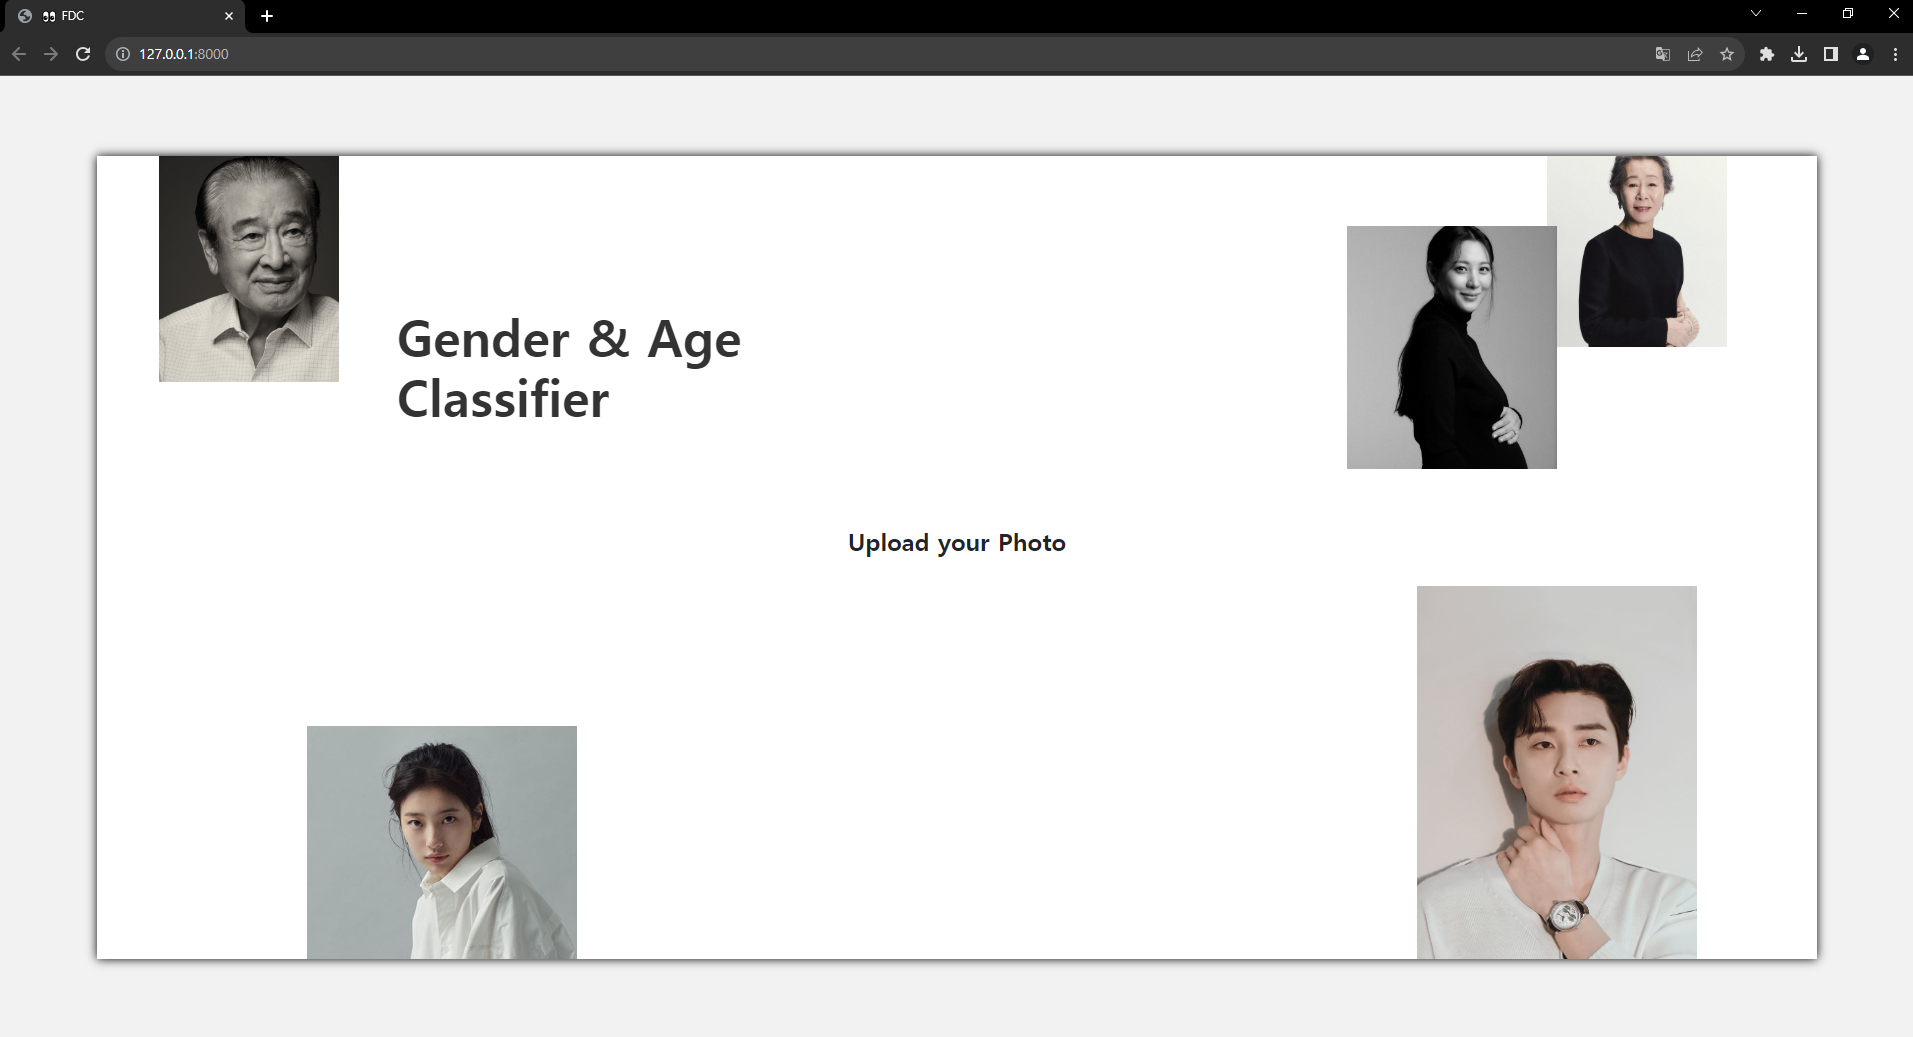 FDC
127.0.0.1:8000
Gender & Age
Classifier
Upload your Photo